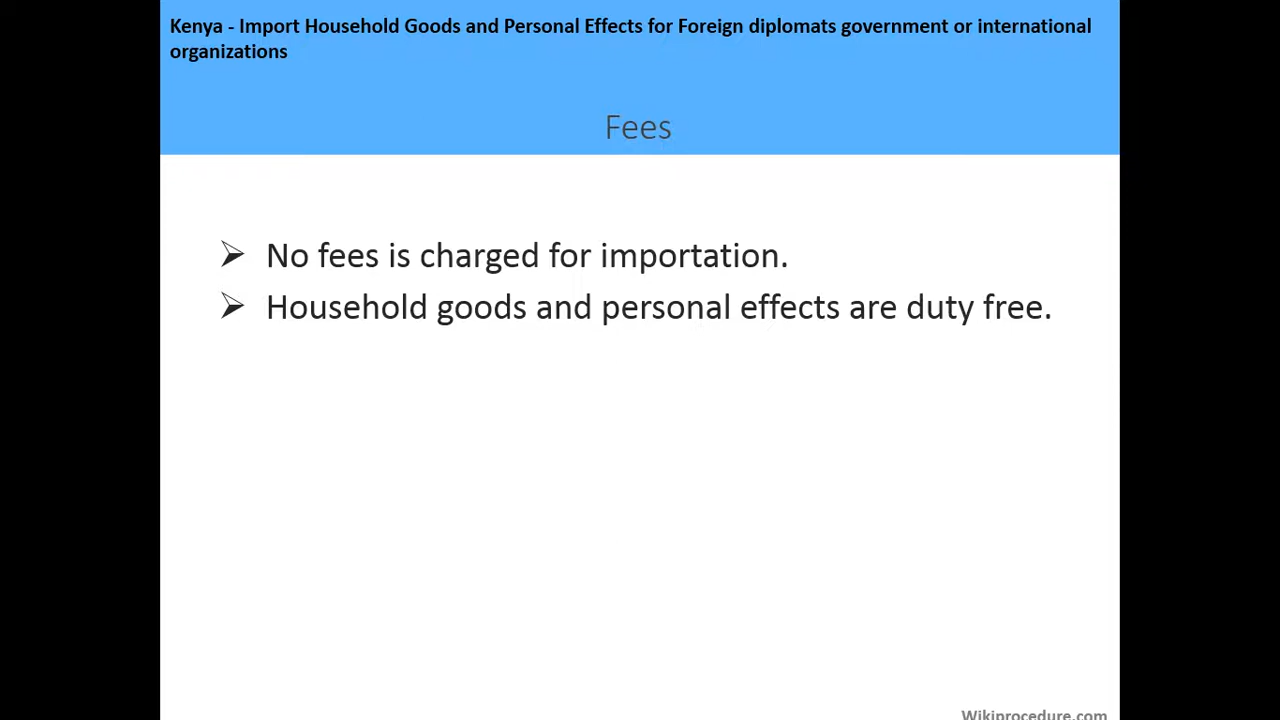 Kenya - Import Household Goods and Personal Effects for Foreign diplomats government or international
organizations
Fees
➢ No fees is charged for importation.
➢ Household goods and personal effects are duty free.
Wikiprocedure.com